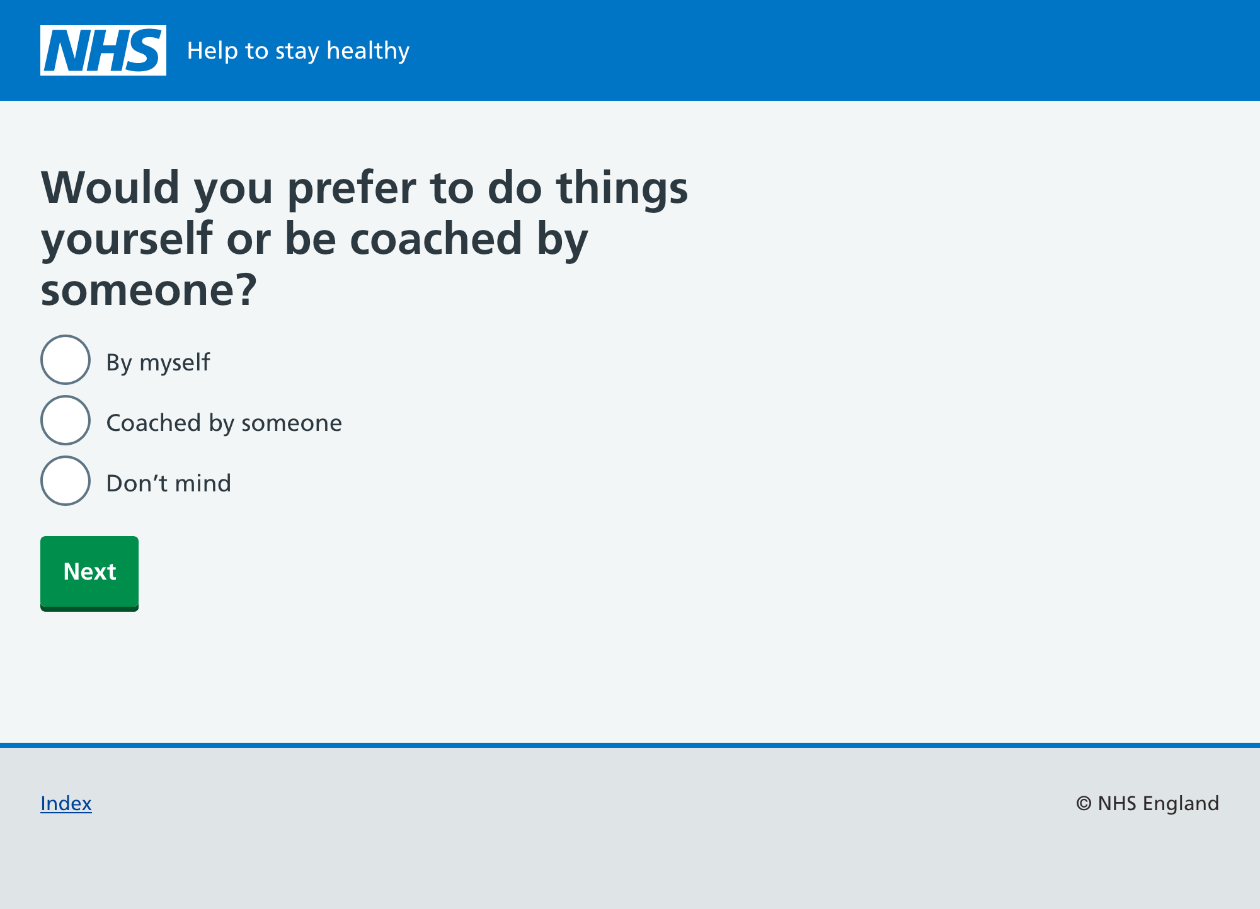 NHS Help to stay healthy
Would you prefer to do things
yourself or be coached by
someone?
By myself
Coached by someone
Don’t mind
Next
Index © NHS England